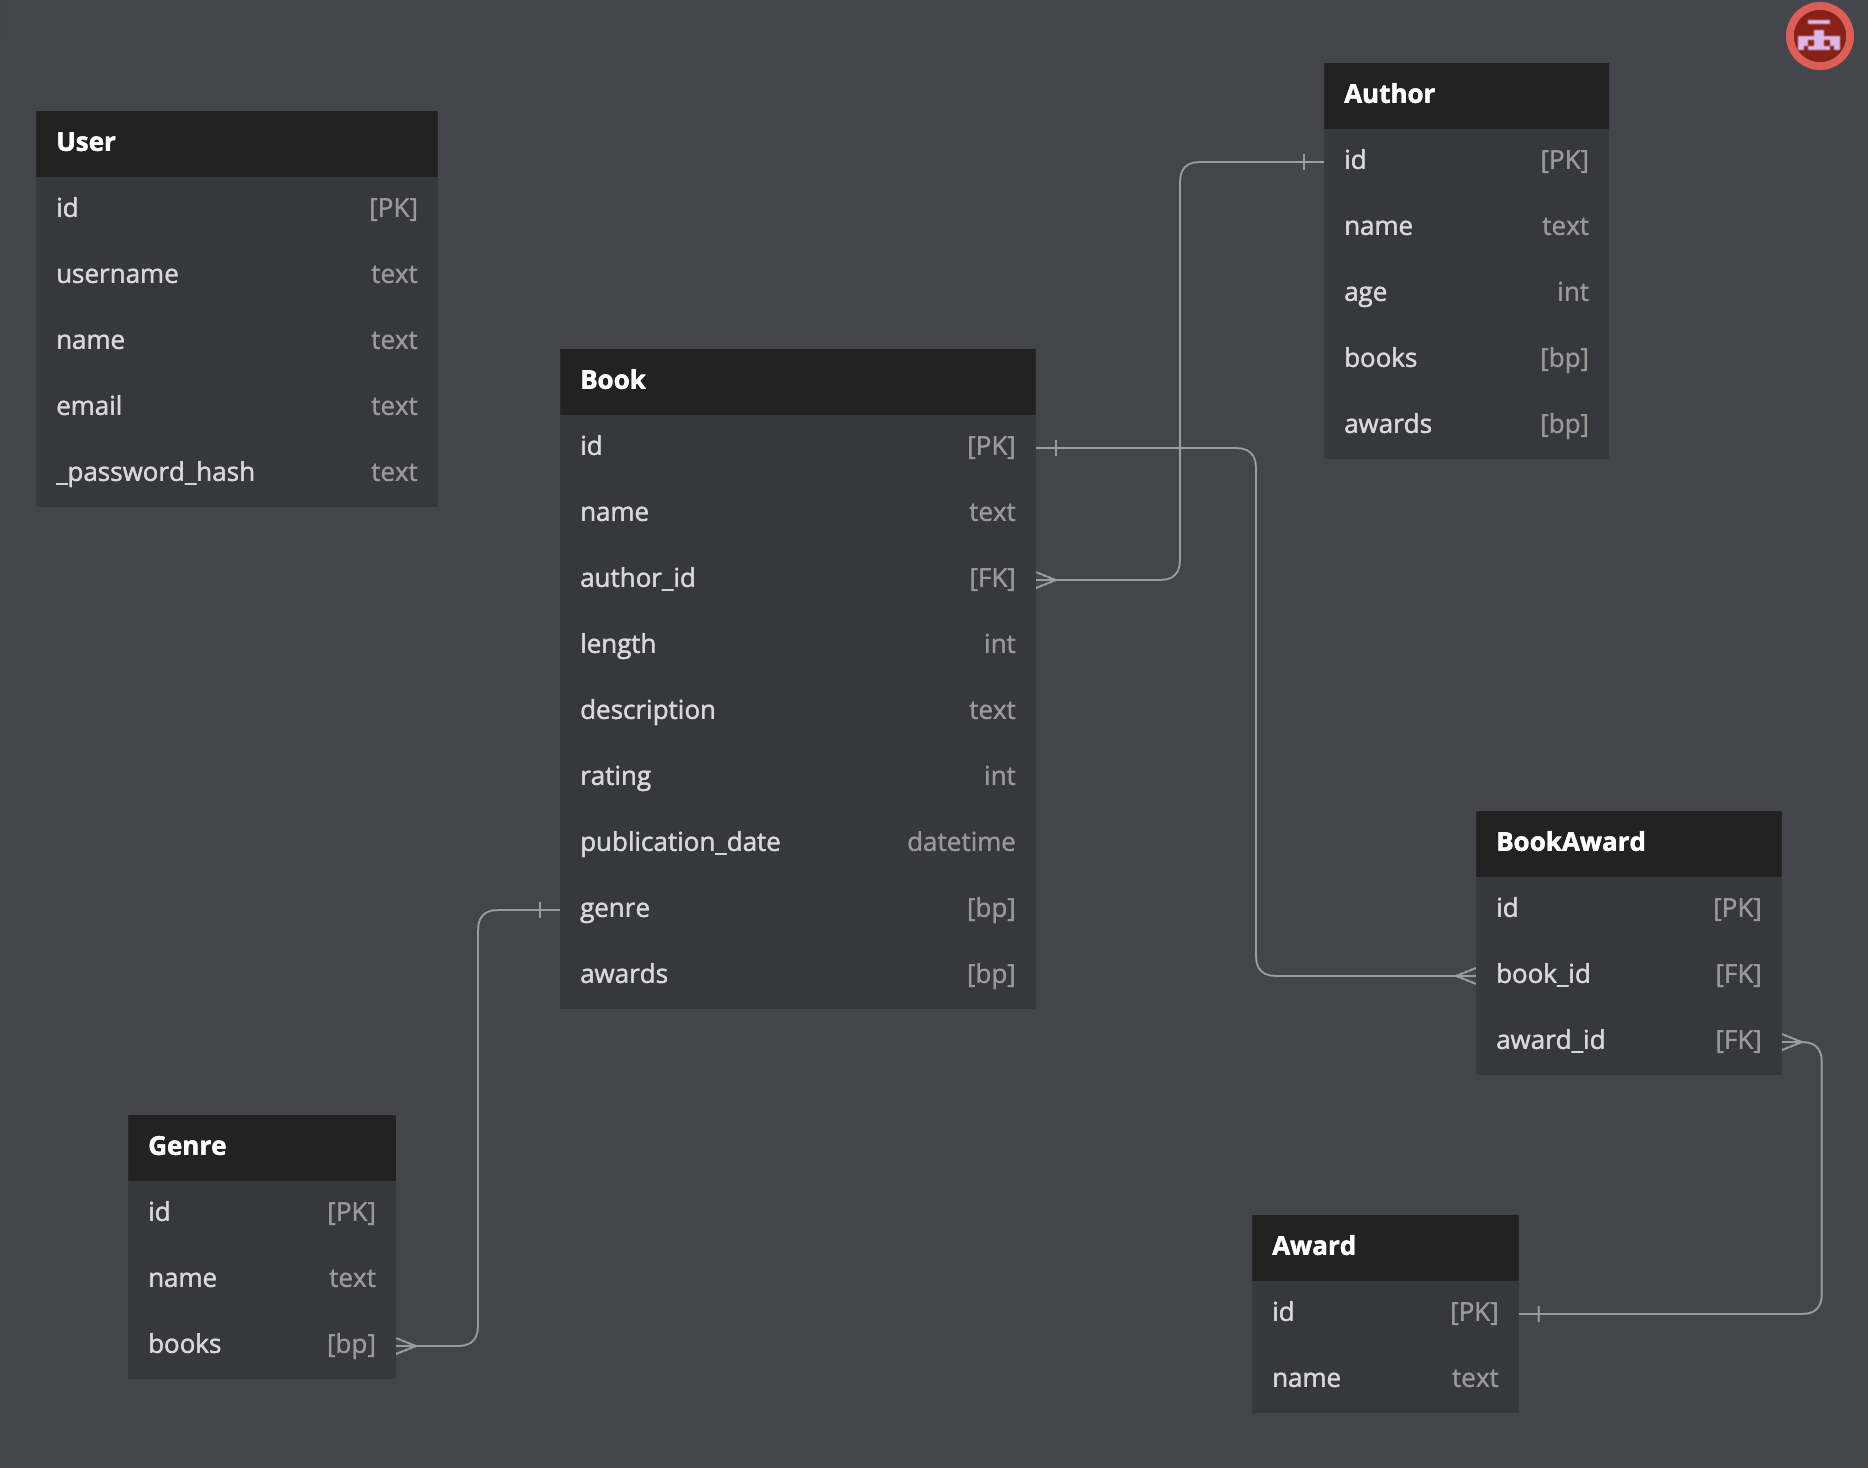 User
id [PK]
username text
name text
email text
_password_hash text
Book
id [PK]
name text
author_id [FK]
length int
description text
rating int
publication_date datetime
genre [bp]
awards [bp]
Author
id [PK]
name text
age int
books [bp]
awards [bp]
BookAward
id [PK]
book_id [FK]
award_id [FK]
Genre
id [PK]
name text
books [bp]
Award
id [PK]
name text